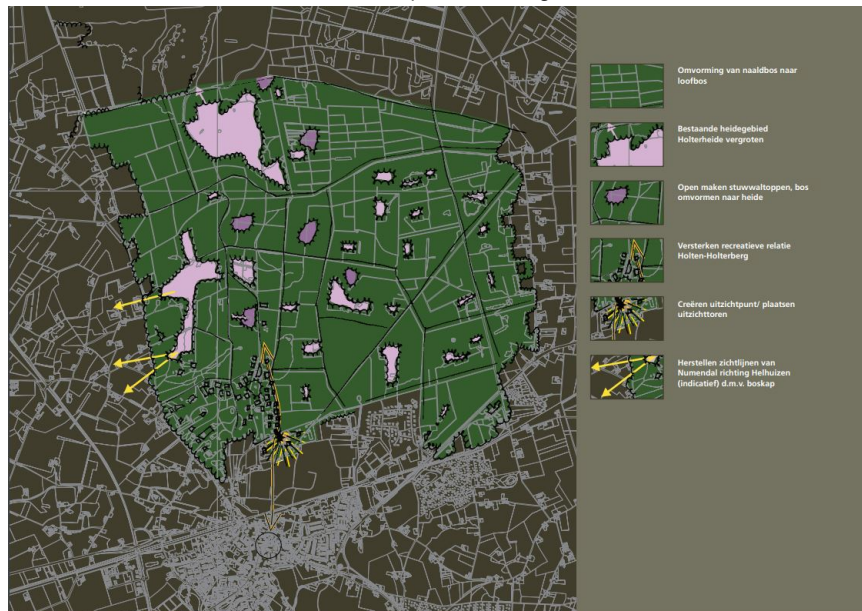 Omvorming van naaldbos naar
loofbos
Bestaande heidegebied
Holterheide vergroten
Open maken stuwwaltoppen, bos
omvormen naar heide
Versterken recreatieve relatie
Holten-Holterberg
Creëren uitzichtpunt/ plaatsen
uitzichttoren
Herstellen zichtlijnen van
Numendal richting Helhuizen
(indicatief) d.m.v. boskap